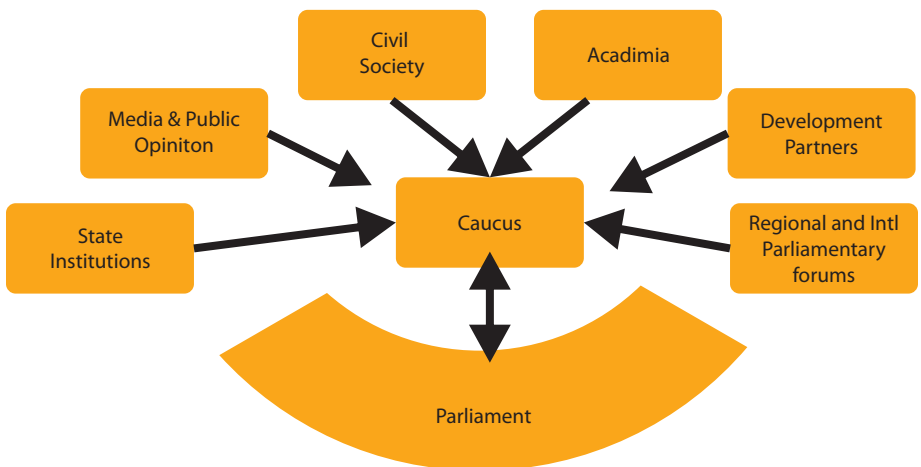 Civil
Society
Acadimia
Media & Public
Opiniton
Development
Partners
State
Institutions
Caucus
Regional and Intl
Parliamentary
forums
Parliament